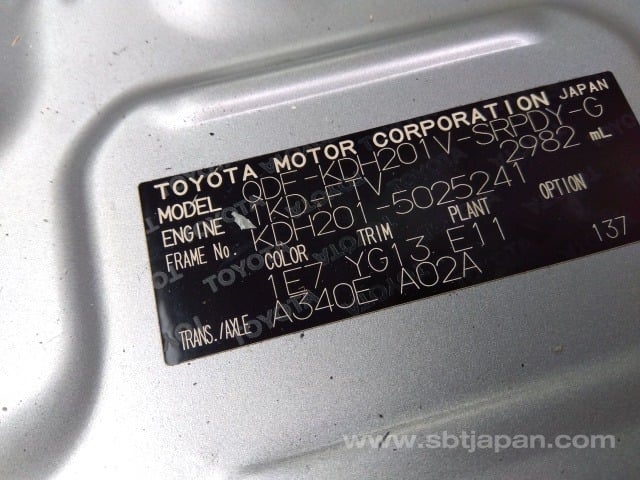 TOYOTA MOTOR CORPORATION JAPAN
MODEL QDF-KDH201V-SRPDY-G
ENGINE 1KD-FTV 2982 mL
FRAME No. KDH201-5025241
COLOR TRIM PLANT OPTION
1E7 YG13 E11 137
TRANS./AXLE A340E A02A
www.sbtjapan.com